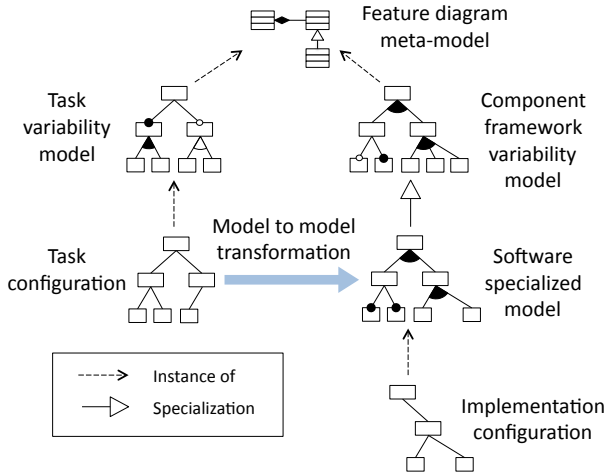 Feature diagram
meta-model
Task
variability
model
Component
framework
variability
model
Model to model
transformation
Task
configuration
Software
specialized
model
Instance of
Specialization
Implementation
configuration